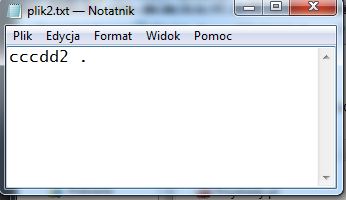 plik2.txt — Notatnik
Plik Edycja Format Widok Pomoc
cccdd2 .